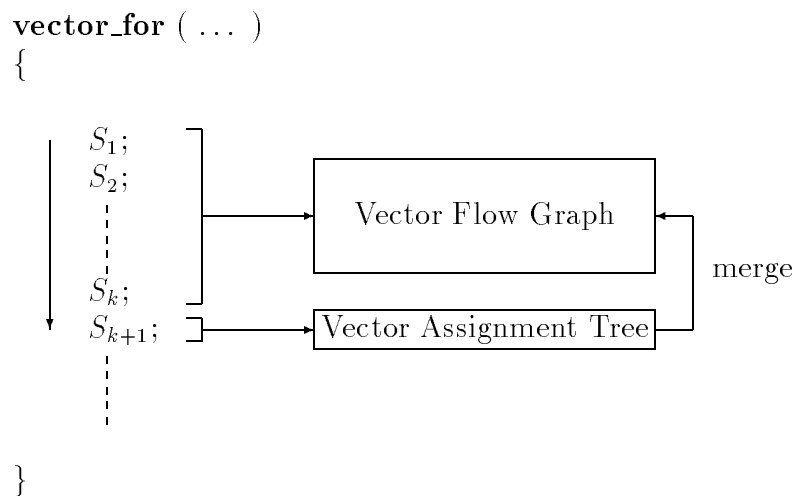 vector_for ( ... )
{
S1;
S2;
Vector Flow Graph
merge
Sk;
Sk+1;
Vector Assignment Tree
}